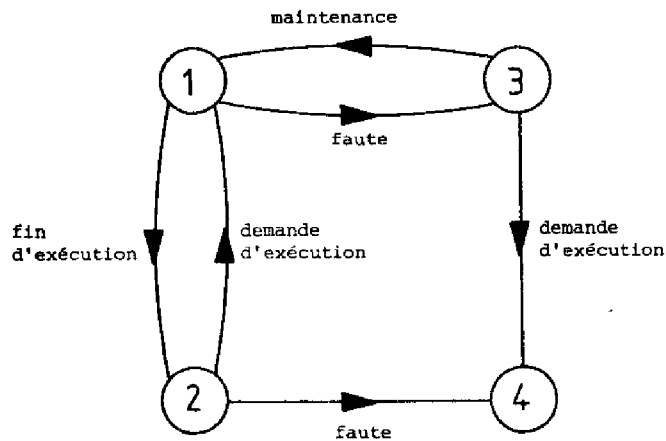 maintenance
1
3
faute
fin
d'exécution
demande
d'exécution
demande
d'exécution
2
4
faute